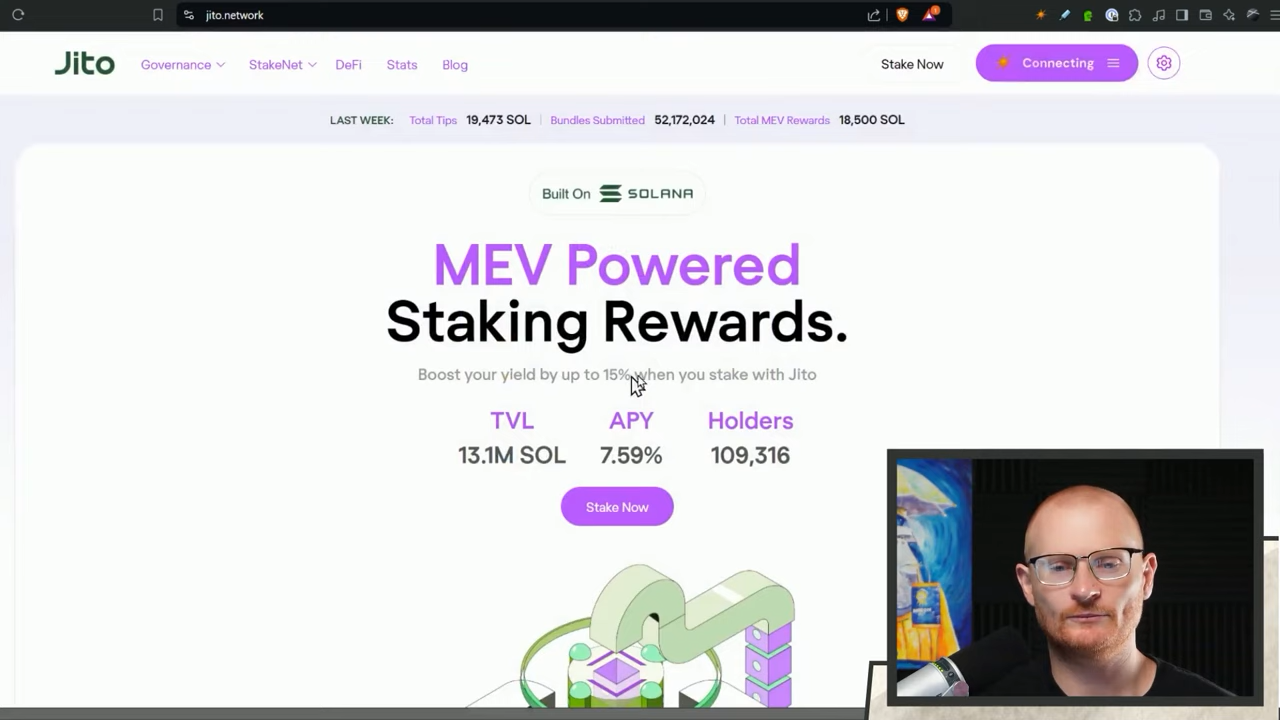 jito.network
1
Jito
Governance StakeNet DeFi Stats Blog Stake Now Connecting
LAST WEEK: Total Tips 19,473 SOL | Bundles Submitted 52,172,024 | Total MEV Rewards 18,500 SOL
Built On SOLANA
MEV Powered
Staking Rewards.
Boost your yield by up to 15% when you stake with Jito
TVL APY Holders
13.1M SOL 7.59% 109,316
Stake Now